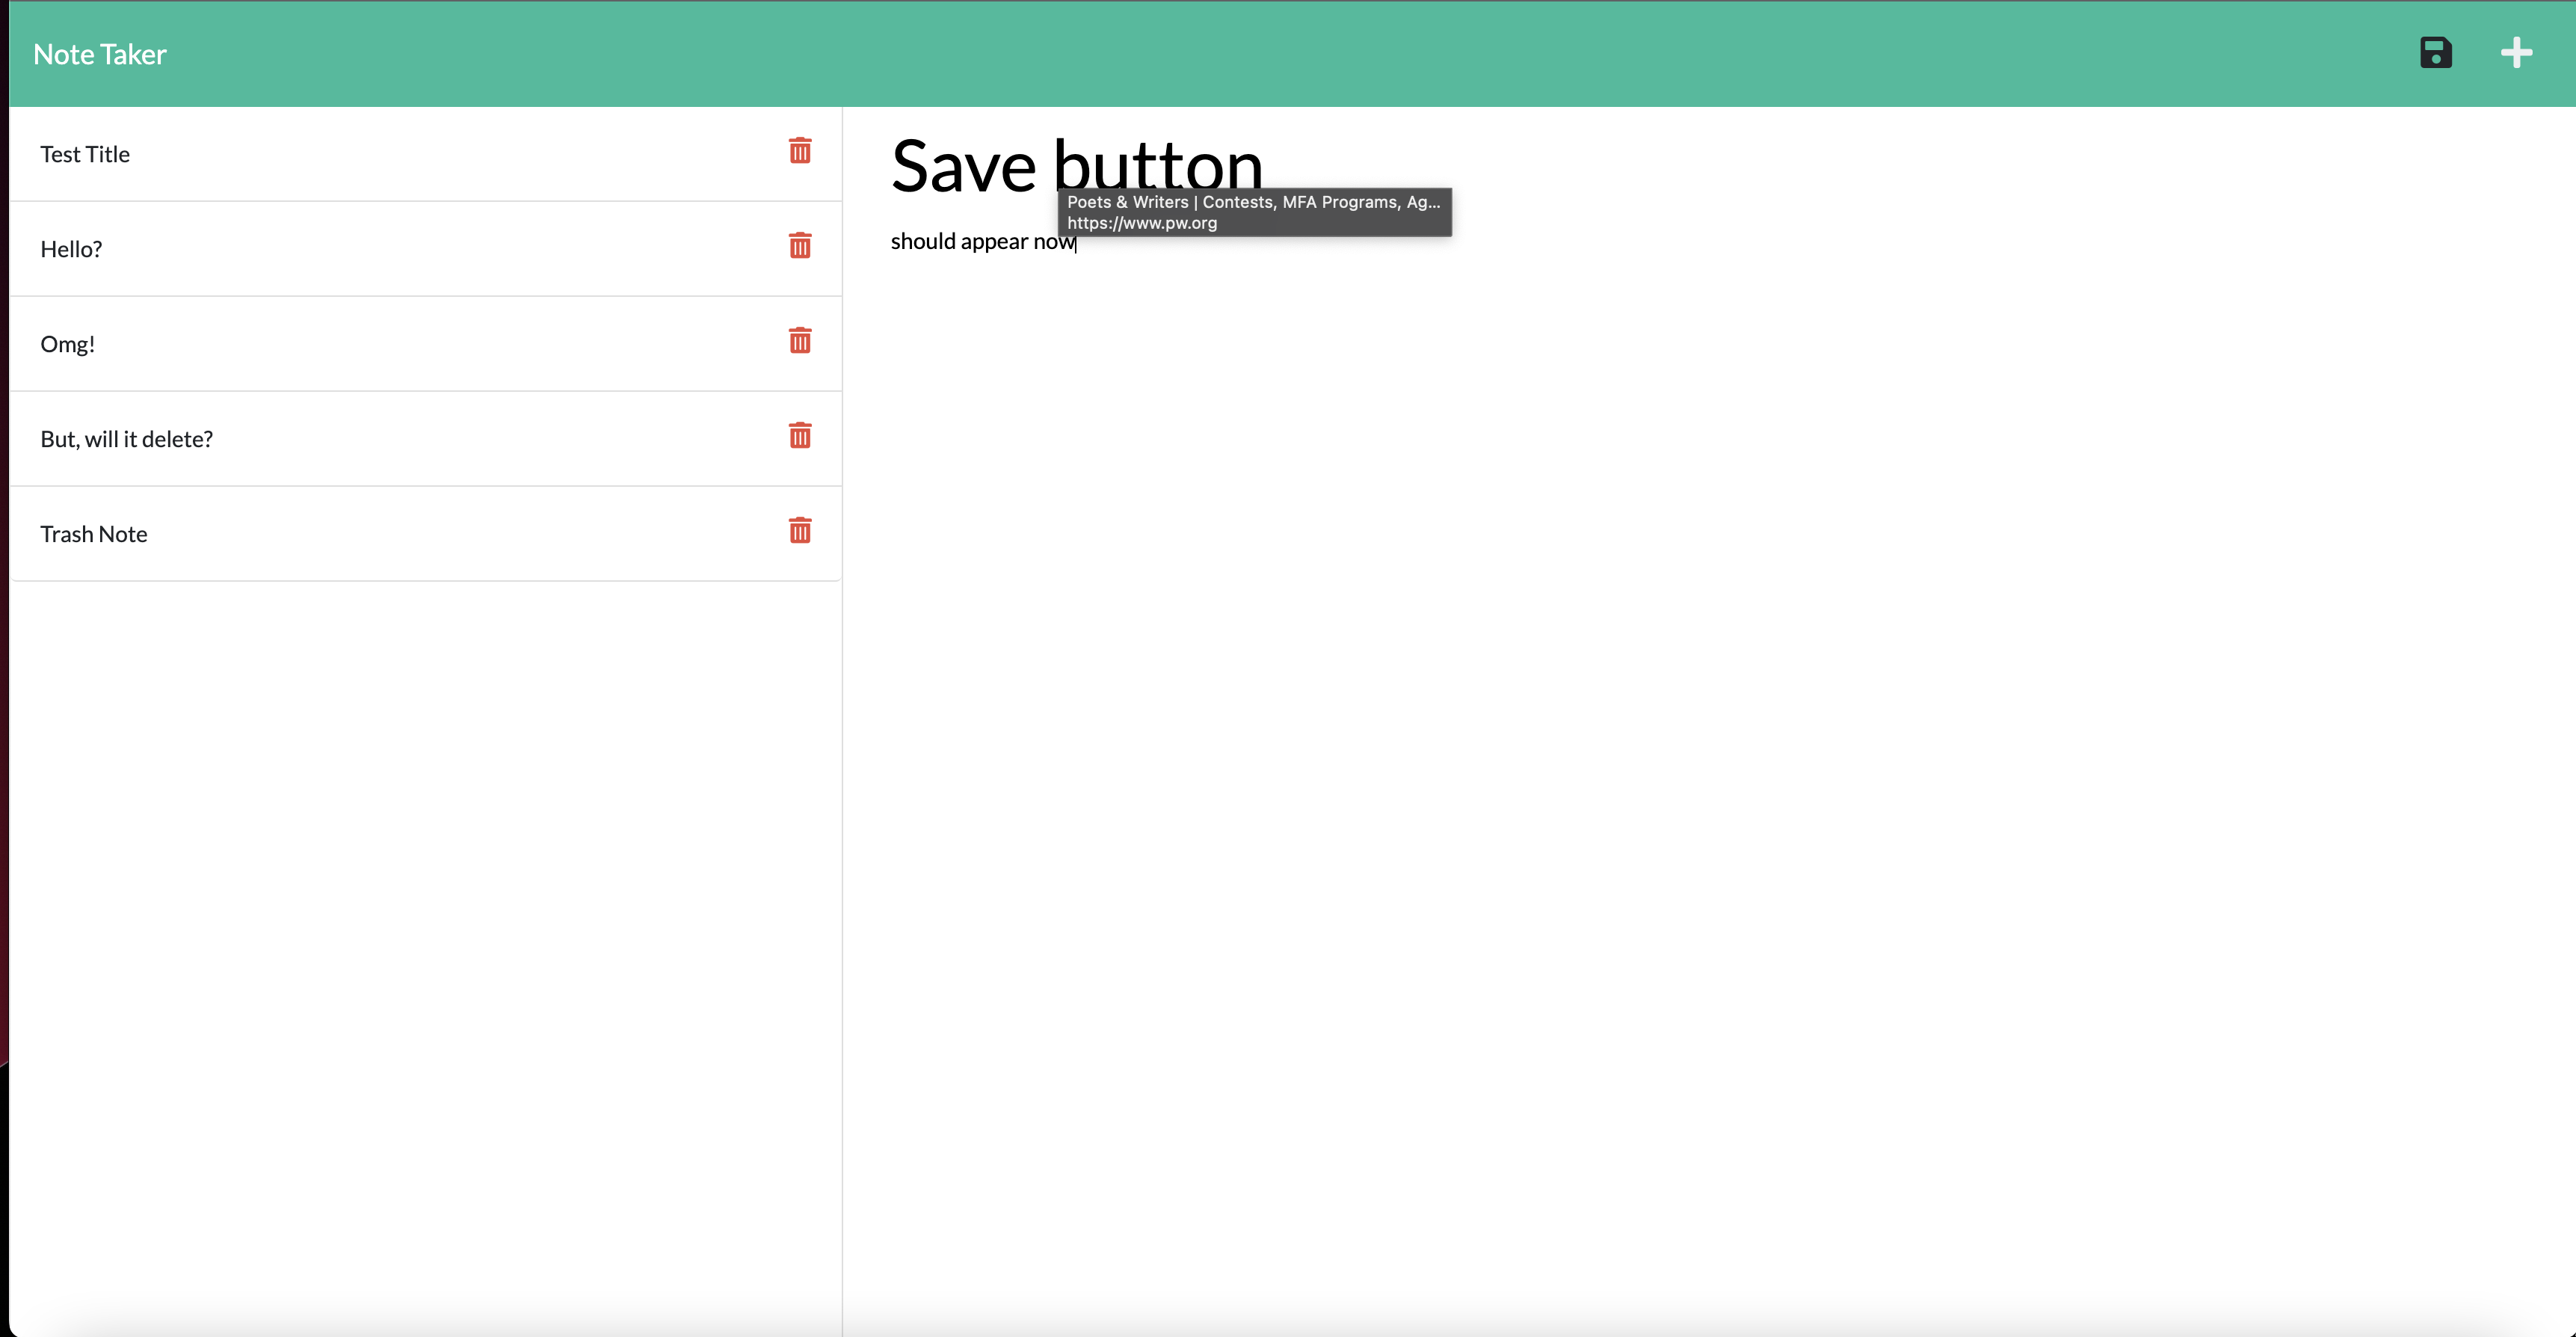 Note Taker
Test Title
Hello?
Omg!
But, will it delete?
Trash Note
Save button
Poets & Writers | Contests, MFA Programs, Ag...
https://www.pw.org
should appear now